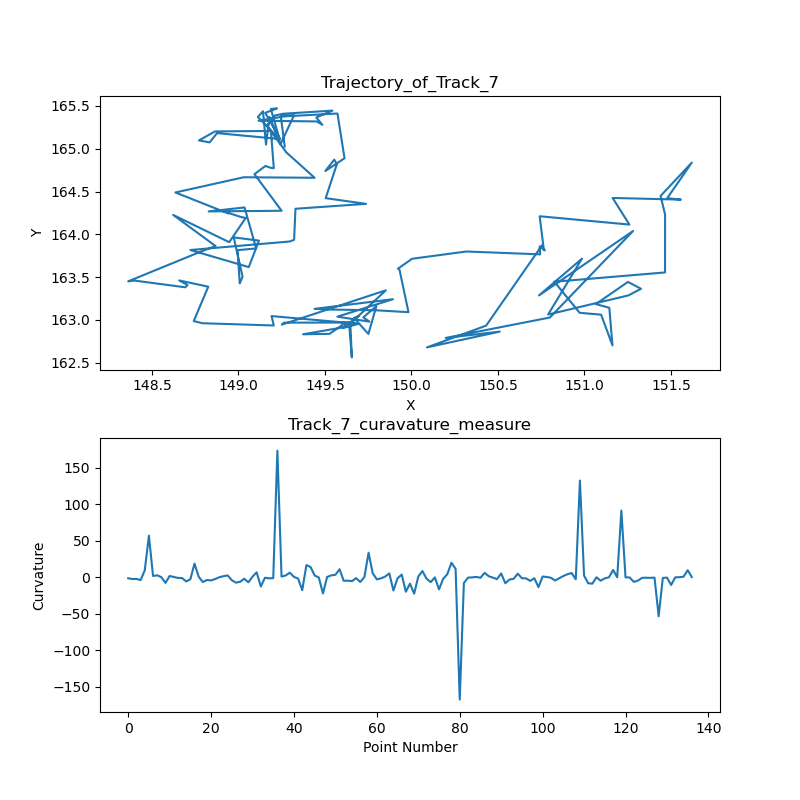 Trajectory_of_Track_7
165.5
165.0
164.5
164.0
163.5
163.0
162.5
Y
148.5 149.0 149.5 150.0 150.5 151.0 151.5
X
Track_7_curavature_measure
150
100
50
0
−50
−100
−150
Curvature
0 20 40 60 80 100 120 140
Point Number